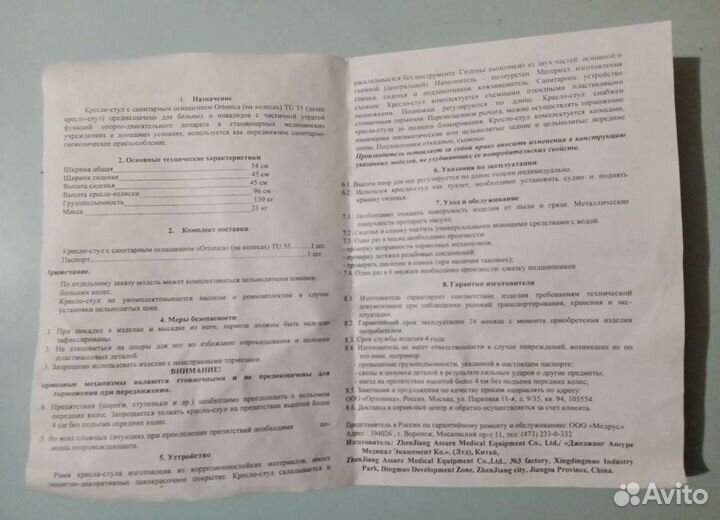 1. Назначение
Кресло-стул с санитарным оснащением Ortonica (на колесах) TU 55 (далее
кресло-стул) предназначено для больных и инвалидов с частичной утратой
функций опорно-двигательного аппарата в стационарных медицинских
учреждениях и домашних условиях, используется как передвижное санитарно-
гигиеническое приспособление.
2. Основные технические характеристики
Ширина общая 54 см
Ширина сидения 45 см
Высота сиденья 45 см
Высота кресла-коляски 96 см
Грузоподъемность 130 кг
Масса 21 кг
2. Комплект поставки
Кресло-стул с санитарным оснащением «Ortonica» (на колесах) TU 55..........1 шт.
Паспорт..........1 шт.
Примечание.
По отдельному заказу модель может комплектоваться цельнолитыми шинами
больших колес.
Кресло-стул не укомплектовывается насосом и ремкомплектом в случае
установки цельнолитых шин.
4. Меры безопасности
1. При посадке в изделие и высадке из него, тормоза должны быть надежно
зафиксированы.
2. Не становиться на опоры для ног во избежание опрокидывания и поломки
пластмассовых деталей.
3. Запрещено использовать изделие с неисправными тормозами.
ВНИМАНИЕ!
тормозные механизмы являются стояночными и не предназначены для
торможения при передвижении.
4. Препятствия (пороги, ступеньки и др.) необходимо преодолевать с подъемом
передних колес. Запрещается толкать кресло-стул на препятствие высотой более
4 см без подъема передних колес.
5. Во всех сложных ситуациях при преодолении препятствий необходима по-
мощь сопровождающего.
5. Устройство
Рама кресла-стула изготовлена из коррозионностойких материалов, имеет
защитно-декоративные лакокрасочное покрытие. Кресло-стул складывается и
раскладывается без инструмента. Сиденье выполнено из двух частей: основной и
съемной (центральной). Наполнитель – полиуретан. Материал изготовления
спинки, сиденья и подлокотников кожзаменитель. Санитарное устройство
съемное. Кресло-стул комплектуется съемными откидными пластиковыми
подножками. Подножки регулируются по длине. Кресло-стул снабжен
стояночным тормозом. Перемещением рычага, можно осуществлять торможение
кресла-стула до полного блокирования. Кресло-стул комплектуется колесами,
имеющими пневматические или цельнолитые задние и цельнолитые передние
шины. Подлокотники откидные, съемные.
Производитель оставляет за собой право вносить изменения в конструкцию
указанных моделей, не ухудшающих ее потребительских свойств.
6. Указания по эксплуатации
6.1. Высота опор для ног регулируется по длине голени индивидуально.
6.2. Используя кресло-стул как туалет, необходимо установить судно и поднять
крышку сиденья.
7. Уход и обслуживание
7.1. Необходимо очищать поверхность изделия от пыли и грязи. Металлические
поверхности протирать насухо.
7.2. Сиденье и спинку чистить универсальными моющими средствами с водой.
7.3. Один раз в месяц необходимо произвести:
- проверку исправности тормозных механизмов,
- проверку затяжки резьбовых соединений.
- проверить давление в шинах (при наличии таковых);
7.4. Один раз в 6 месяцев необходимо произвести: смазку подшипников
8. Гарантии изготовителя
8.1. Изготовитель гарантирует соответствие изделия требованиям технической
документации при соблюдении условий транспортирования, хранения и экс-
плуатации.
8.2. Гарантийный срок эксплуатации 24 месяца с момента приобретения изделия
потребителем.
8.3. Срок службы изделия 4 года
8.4. Изготовитель не несет ответственности в случае повреждений, возникших не по
его вине, например:
- превышение грузоподъемности, указанной в настоящем паспорте;
- сколы и поломки деталей в результате сильных ударов о другие предметы;
- наезд на препятствия высотой более 4 см без подъема передних колес;
8.5. Замечания и предложения по качеству просим направлять по адресу:
ООО «Ортоника», Россия. Москва, ул. Парковая 11-я, д. 9/35, кв. 94, 105554.
8.6. Доставка в сервисный центр и обратно осуществляется за счет клиента.
Представитель в России по гарантийному ремонту и обслуживанию: ООО «Медрус»
Адрес : 394026 , г. Воронеж, Московский пр-т 11, тел. (473) 233-0-332
Изготовитель: ZhenJiang Assure Medical Equipment Co., Ltd./ «Джеджианг Ашуре
Медикал Эквипмент Ко.», (Лтд), Китай,
ZhenJiang Assure Medical Equipment Co.,Ltd., №3 factory, Xingdingmao Industry
Park, Dingmao Development Zone, ZhenJiang city, Jiangsu Province, China.
Avito